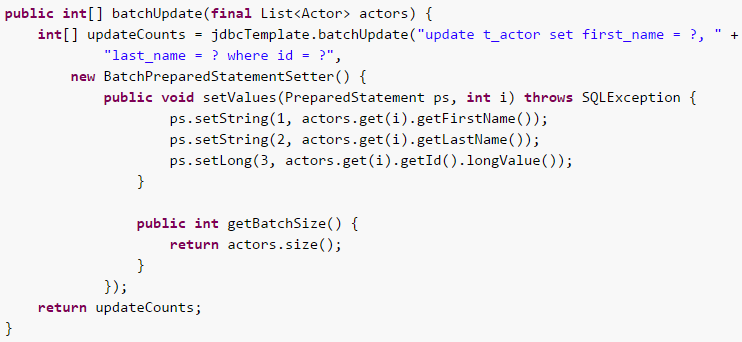 public int[] batchUpdate(final List<Actor> actors) {
    int[] updateCounts = jdbcTemplate.batchUpdate("update t_actor set first_name = ?, " +
            "last_name = ? where id = ?",
        new BatchPreparedStatementSetter() {
            public void setValues(PreparedStatement ps, int i) throws SQLException {
                    ps.setString(1, actors.get(i).getFirstName());
                    ps.setString(2, actors.get(i).getLastName());
                    ps.setLong(3, actors.get(i).getId().longValue());
                }

                public int getBatchSize() {
                    return actors.size();
                }
            });
    return updateCounts;
}